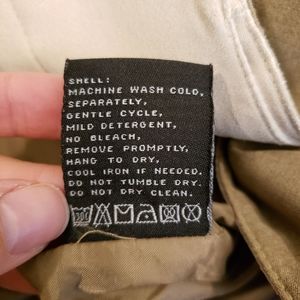 SHELL:
MACHINE WASH COLD,
SEPARATELY,
GENTLE CYCLE,
MILD DETERGENT,
NO BLEACH,
REMOVE PROMPTLY,
HANG TO DRY,
COOL IRON IF NEEDED.
DO NOT TUMBLE DRY.
DO NOT DRY CLEAN.